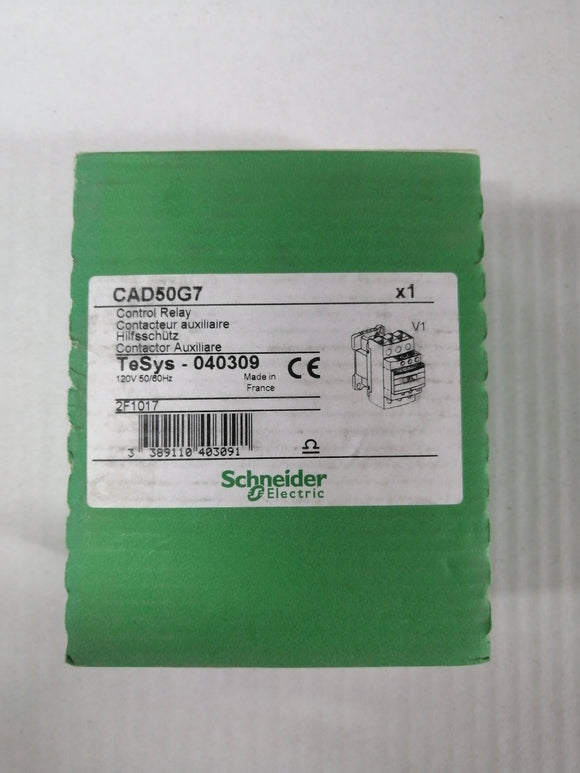 CAD50G7 x1
Control Relay
Contacteur auxiliaire
Hilfsschütz
Contactor Auxiliare
V1
TeSys - 040309
120V 50/60Hz
Made in
France
CE
2F1017
3 389110 403091
Schneider
Electric